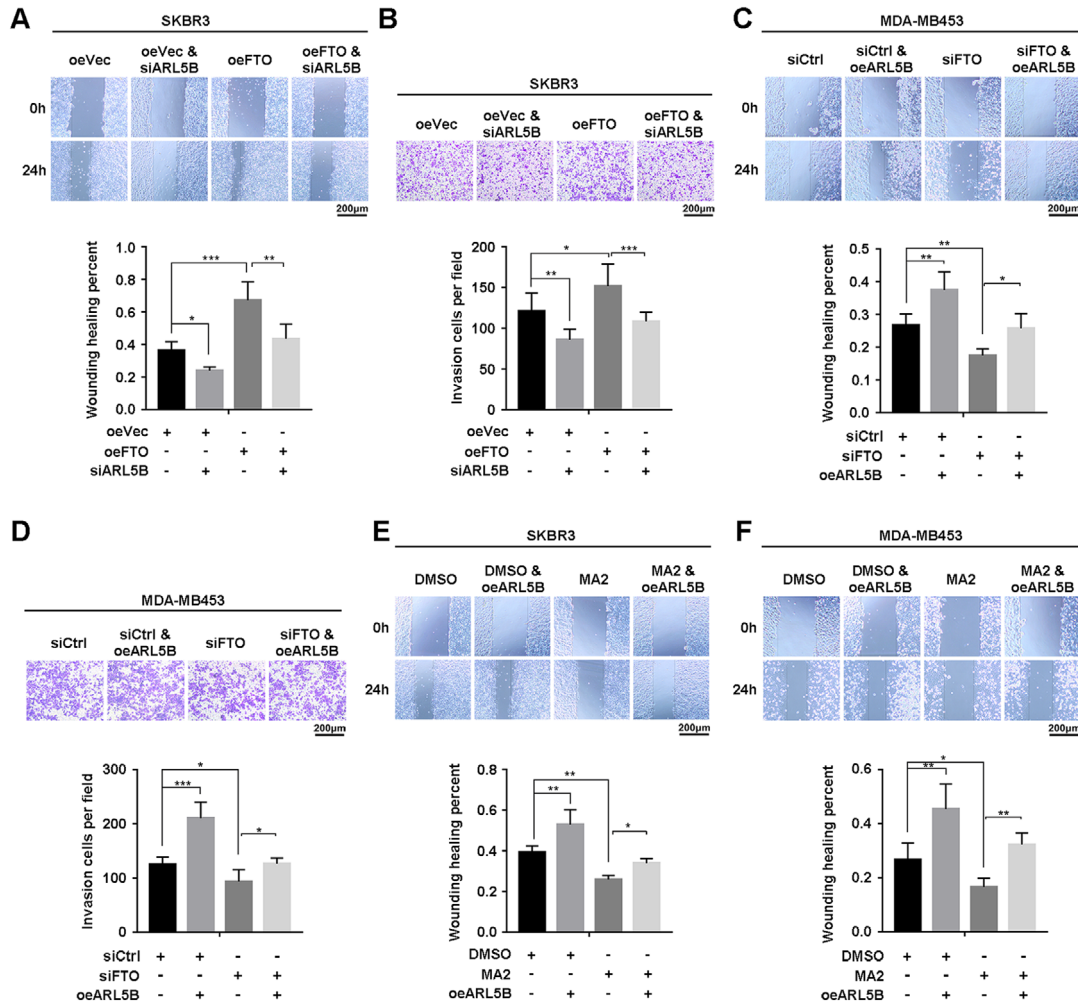 A
SKBR3
oeVec
oeVec &
siARL5B
oeFTO
oeFTO &
siARL5B
0h
24h
200μm
Wounding healing percent
1.0
0.8
0.6
0.4
0.2
0.0
***
**
*
oeVec + + - -
oeFTO - - + +
siARL5B - + - +
B
SKBR3
oeVec
oeVec &
siARL5B
oeFTO
oeFTO &
siARL5B
200μm
Invasion cells per field
200
150
100
50
0
*
***
**
oeVec + + - -
oeFTO - - + +
siARL5B - + - +
C
MDA-MB453
siCtrl
siCtrl &
oeARL5B
siFTO
siFTO &
oeARL5B
0h
24h
200μm
Wounding healing percent
0.5
0.4
0.3
0.2
0.1
0.0
**
**
*
siCtrl + + - -
siFTO - - + +
oeARL5B - + - +
D
MDA-MB453
siCtrl
siCtrl &
oeARL5B
siFTO
siFTO &
oeARL5B
200μm
Invasion cells per field
300
200
100
0
*
***
*
siCtrl + + - -
siFTO - - + +
oeARL5B - + - +
E
SKBR3
DMSO
DMSO &
oeARL5B
MA2
MA2 &
oeARL5B
0h
24h
200μm
Wounding healing percent
0.8
0.6
0.4
0.2
0.0
**
**
*
DMSO + + - -
MA2 - - + +
oeARL5B - + - +
F
MDA-MB453
DMSO
DMSO &
oeARL5B
MA2
MA2 &
oeARL5B
0h
24h
200μm
Wounding healing percent
0.6
0.4
0.2
0.0
*
**
**
DMSO + + - -
MA2 - - + +
oeARL5B - + - +